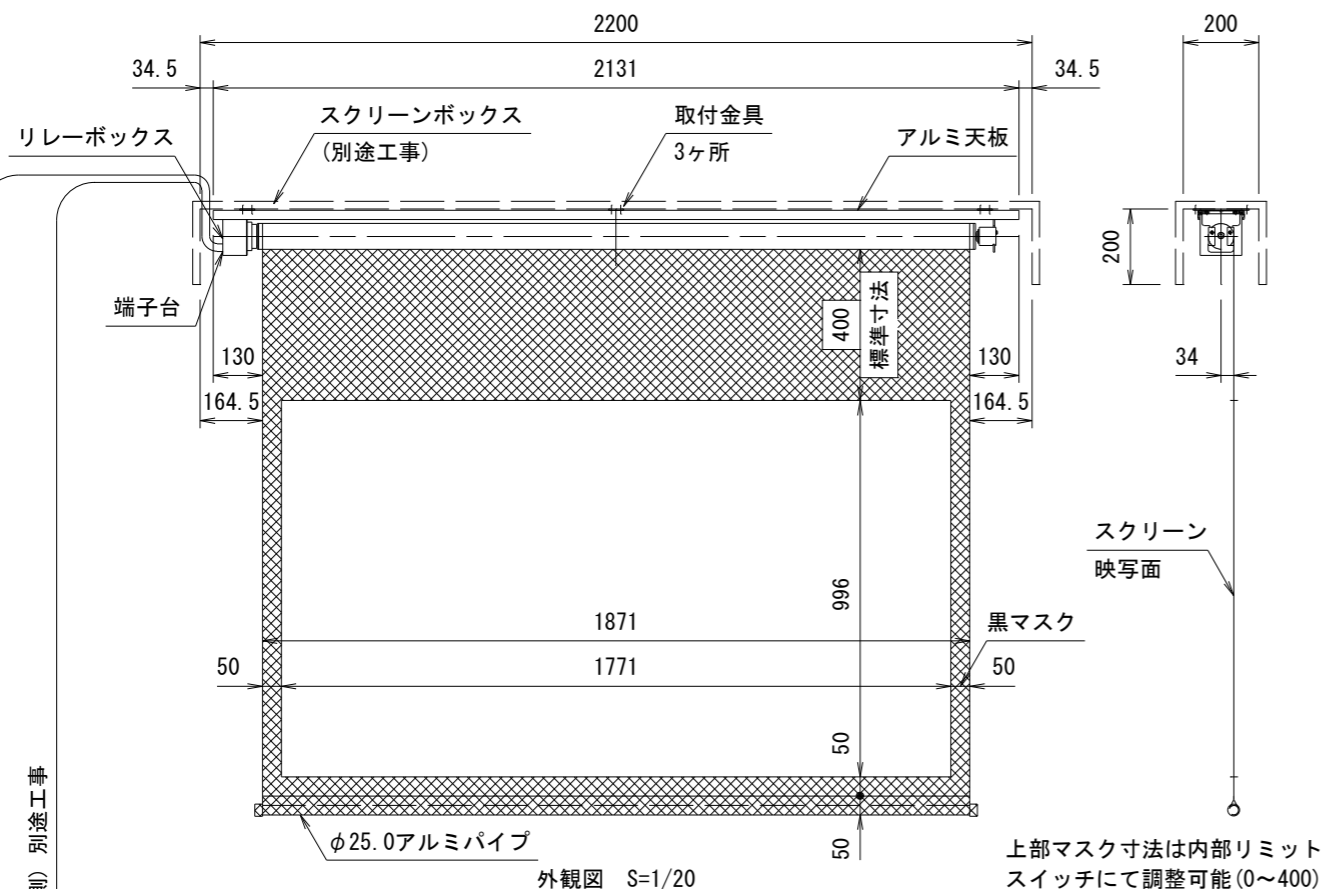 2200
200
34.5
2131
34.5
リレーボックス
スクリーンボックス
(別途工事)
取付金具
3ヶ所
アルミ天板
200
端子台
400
標準寸法
130
130
34
164.5
164.5
スクリーン
映写面
996
1871
黒マスク
50
1771
50
50
側) 別途工事
φ25.0アルミパイプ
50
外観図 S=1/20
上部マスク寸法は内部リミット
スイッチにて調整可能(0~400)